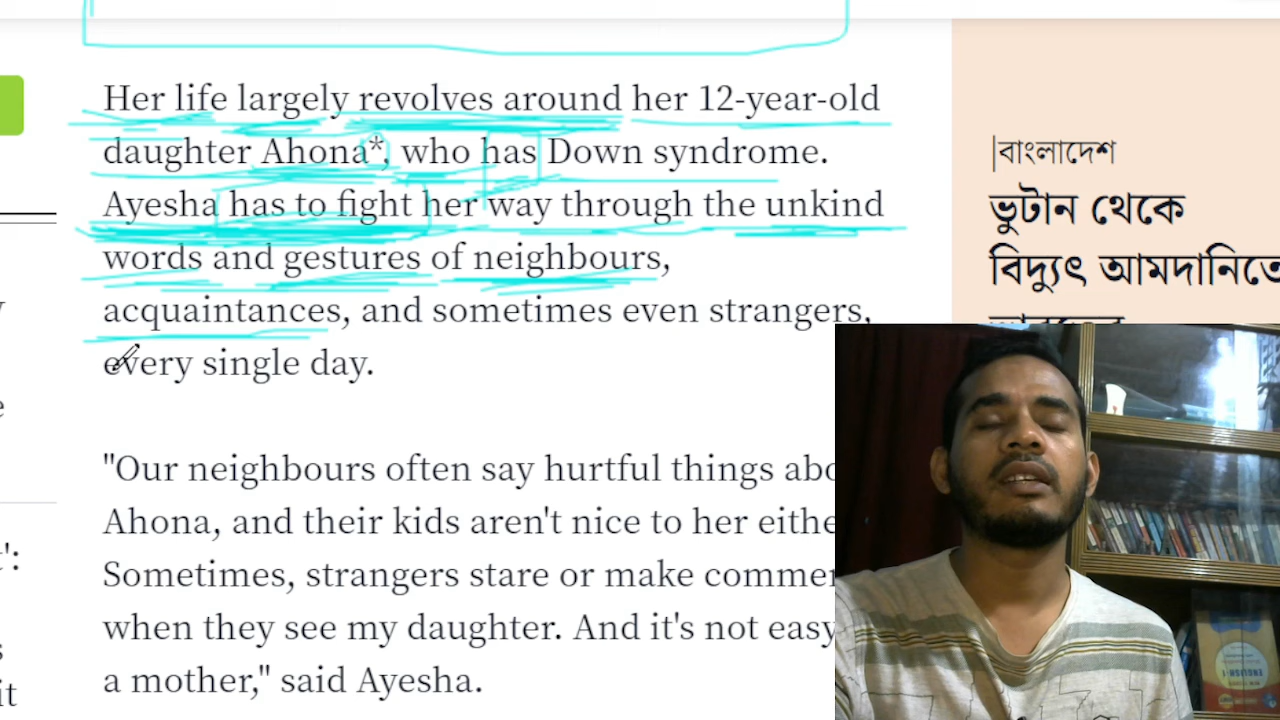 Her life largely revolves around her 12-year-old
daughter Ahona*, who has Down syndrome.
Ayesha has to fight her way through the unkind
words and gestures of neighbours,
acquaintances, and sometimes even strangers,
every single day.
"Our neighbours often say hurtful things
Ahona, and their kids aren't nice to her
Sometimes, strangers stare or make
when they see my daughter. And it's not easy
a mother," said Ayesha.
|বাংলাদেশ
ভুটান থেকে
বিদ্যুৎ আমদানিতে